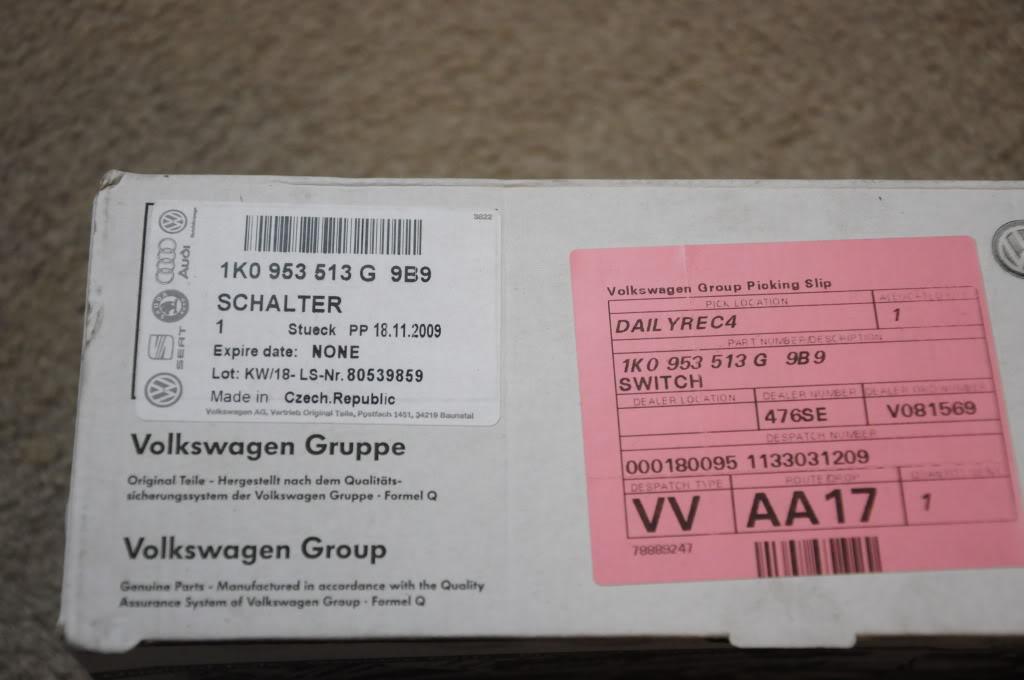 3822
1K0 953 513 G 9B9
SCHALTER
1 Stueck PP 18.11.2009
Expire date: NONE
Lot: KW/18- LS-Nr. 80539859
Made in Czech.Republic
Volkswagen AG, Vertrieb Original Teile, Postfach 1451, 34219 Baunatal
Audi
SEAT
Volkswagen Gruppe
Original Teile - Hergestellt nach dem Qualitäts-
sicherungssystem der Volkswagen Gruppe · Formel Q
Volkswagen Group
Genuine Parts - Manufactured in accordance with the Quality
Assurance System of Volkswagen Group · Formel Q
Volkswagen Group Picking Slip
PICK LOCATION
DAILYREC4 1
PART NUMBER/DESCRIPTION
1K0 953 513 G 9B9
SWITCH
DEALER LOCATION DEALER NUMBER DEALER ORD NUMBER
476SE V081569
DESPATCH NUMBER
000180095 1133031209
DESPATCH TYPE ROUTE/DROP
VV AA17 1
78889247